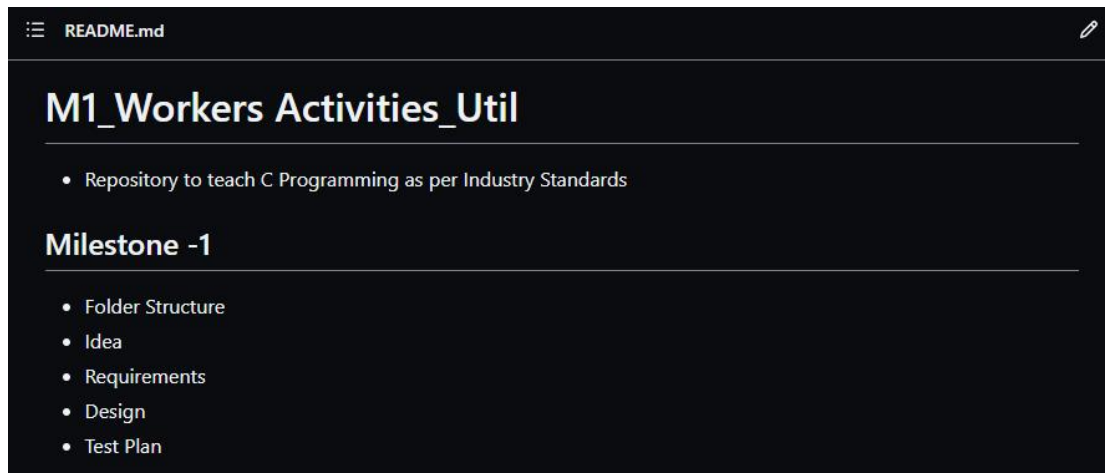 README.md
M1_Workers Activities_Util
Repository to teach C Programming as per Industry Standards
Milestone -1
Folder Structure
Idea
Requirements
Design
Test Plan